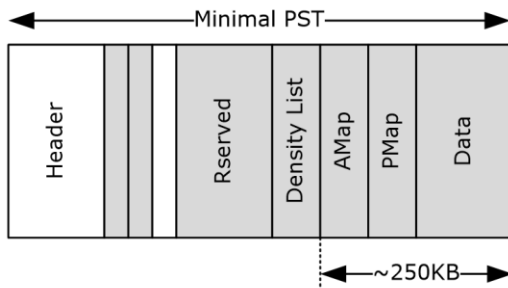 Minimal PST
Header
Rserved
Density List
AMap
PMap
Data
~250KB